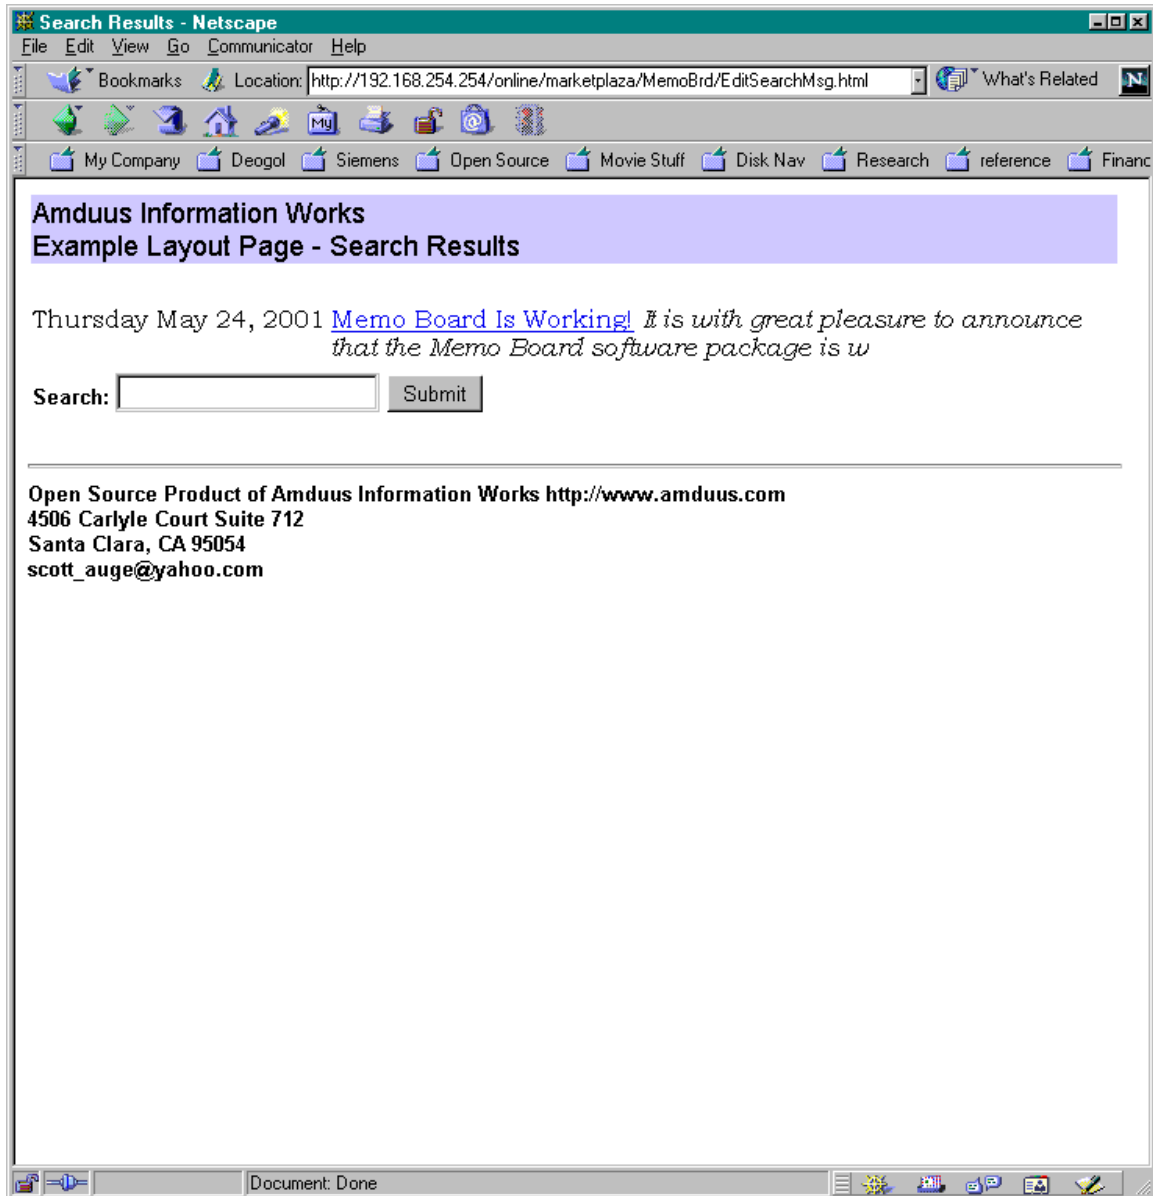 Search Results - Netscape
File Edit View Go Communicator Help
Bookmarks Location: http://192.168.254.254/online/marketplaza/MemoBrd/EditSearchMsg.html What's Related N
My
My Company Deogol Siemens Open Source Movie Stuff Disk Nav Research reference Financ
Amduus Information Works
Example Layout Page - Search Results
Thursday May 24, 2001 Memo Board Is Working! It is with great pleasure to announce
that the Memo Board software package is w
Search: Submit
Open Source Product of Amduus Information Works http://www.amduus.com
4506 Carlyle Court Suite 712
Santa Clara, CA 95054
scott_auge@yahoo.com
Document: Done